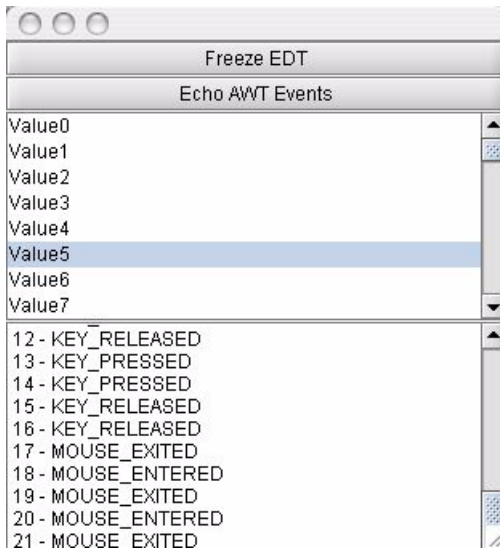 Freeze EDT
Echo AWT Events
Value0
Value1
Value2
Value3
Value4
Value5
Value6
Value7
12 - KEY_RELEASED
13 - KEY_PRESSED
14 - KEY_PRESSED
15 - KEY_RELEASED
16 - KEY_RELEASED
17 - MOUSE_EXITED
18 - MOUSE_ENTERED
19 - MOUSE_EXITED
20 - MOUSE_ENTERED
21 - MOUSE_EXITED